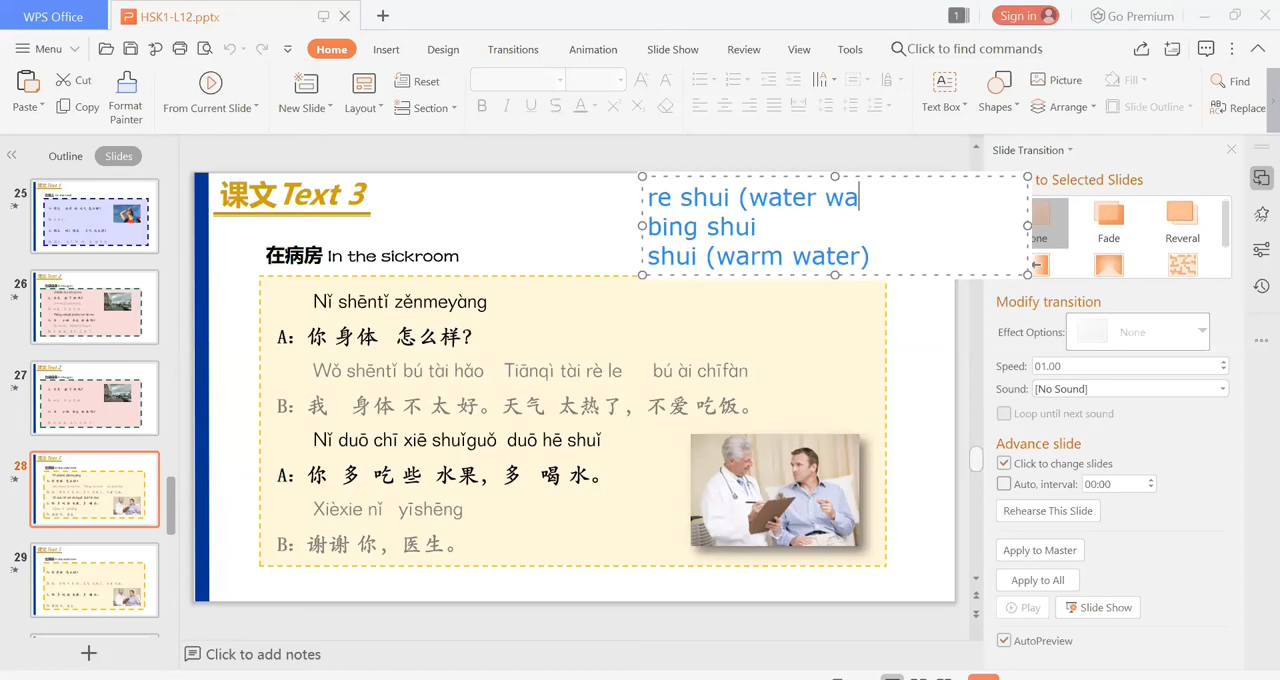 WPS Office
HSK1-L12.pptx
1
Sign in
Go Premium
Menu
Home
Insert
Design
Transitions
Animation
Slide Show
Review
View
Tools
Click to find commands
Paste
Cut
Copy
Format
Painter
From Current Slide
New Slide
Layout
Reset
Section
B I U S A
Text Box
Shapes
Picture
Arrange
Fill
Slide Outline
Find
Replace
Outline
Slides
25
26
27
28
29
课文Text 3
re shui (water wa
bing shui
shui (warm water)
在病房 In the sickroom
Nǐ shēntǐ zěnmeyàng
A：你 身体 怎么样？
Wǒ shēntǐ bú tài hǎo Tiānqì tài rè le bú ài chīfàn
B：我 身体 不 太 好。天气 太热了，不爱 吃饭。
Nǐ duō chī xiē shuǐguǒ duō hē shuǐ
A：你 多 吃 些 水果，多 喝 水。
Xièxie nǐ yīshēng
B：谢谢 你，医生。
Click to add notes
Slide Transition
to Selected Slides
one
Fade
Reveral
Modify transition
Effect Options:
None
Speed: 01.00
Sound: [No Sound]
Loop until next sound
Advance slide
Click to change slides
Auto, interval: 00:00
Rehearse This Slide
Apply to Master
Apply to All
Play
Slide Show
AutoPreview